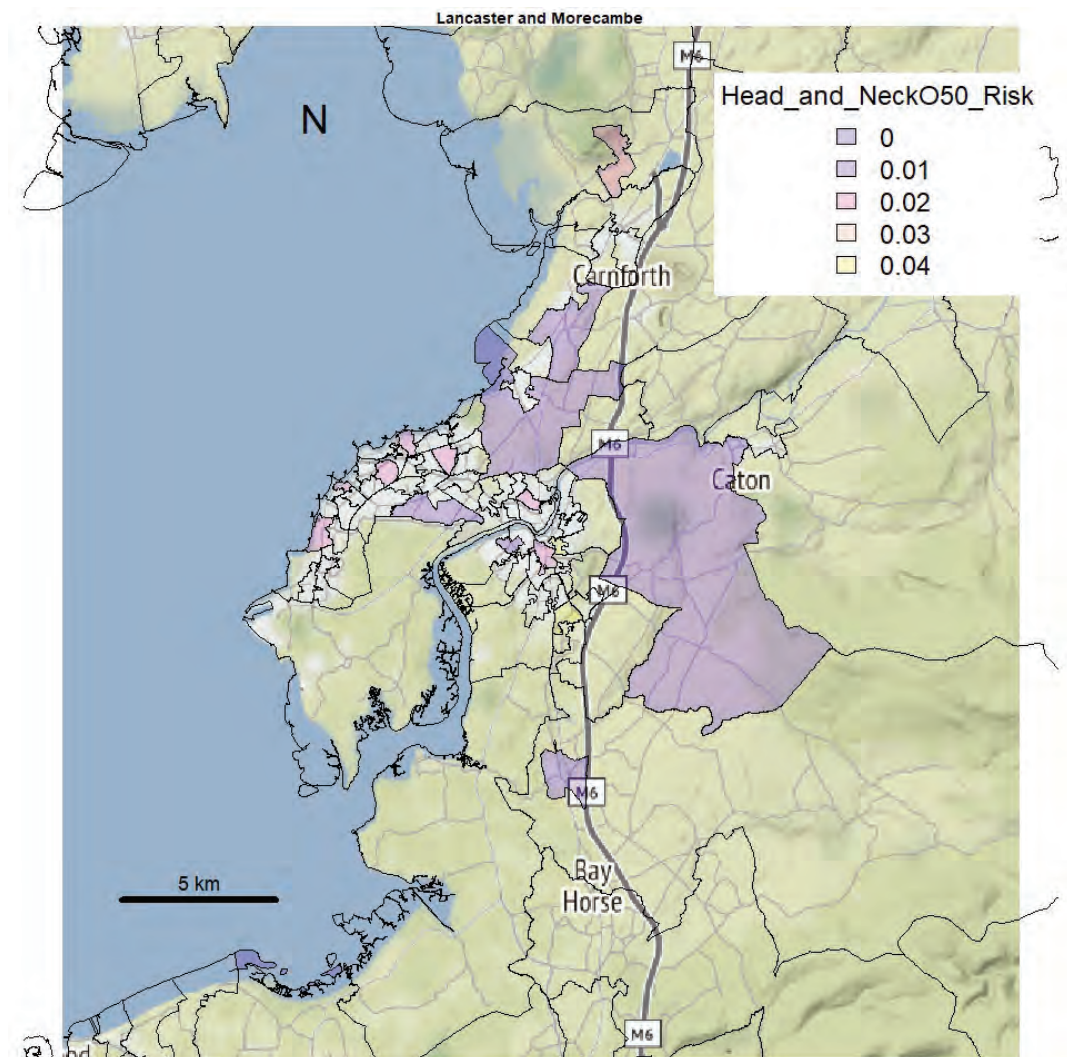 Lancaster and Morecambe
M6
Head_and_NeckO50_Risk
N
0
0.01
0.02
0.03
0.04
Carnforth
M6
Caton
M6
M6
Bay
Horse
5 km
M6